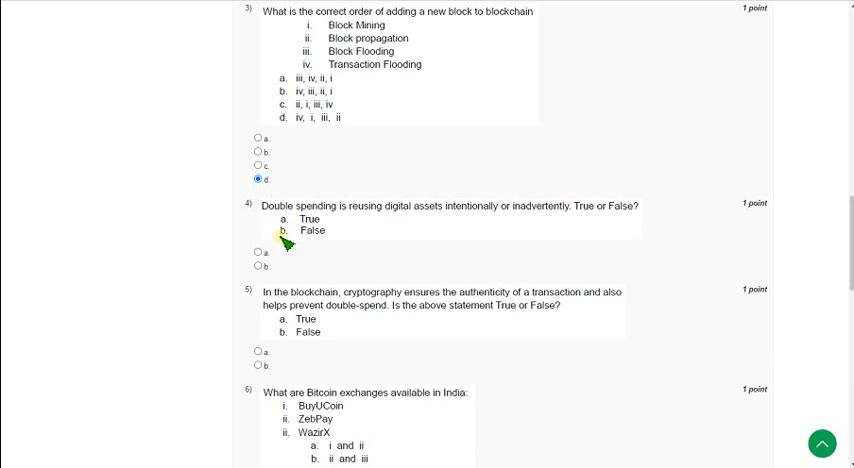 3) What is the correct order of adding a new block to blockchain 1 point
i. Block Mining
ii. Block propagation
iii. Block Flooding
iv. Transaction Flooding
a. iii, iv, ii, i
b. iv, iii, ii, i
c. ii, i, iii, iv
d. iv, i, iii, ii
a.
b.
c.
d.
4) Double spending is reusing digital assets intentionally or inadvertently. True or False? 1 point
a. True
b. False
a.
b.
5) In the blockchain, cryptography ensures the authenticity of a transaction and also 1 point
helps prevent double-spend. Is the above statement True or False?
a. True
b. False
a.
b.
6) What are Bitcoin exchanges available in India: 1 point
i. BuyUCoin
ii. ZebPay
ii. WazirX
a. i and ii
b. ii and iii